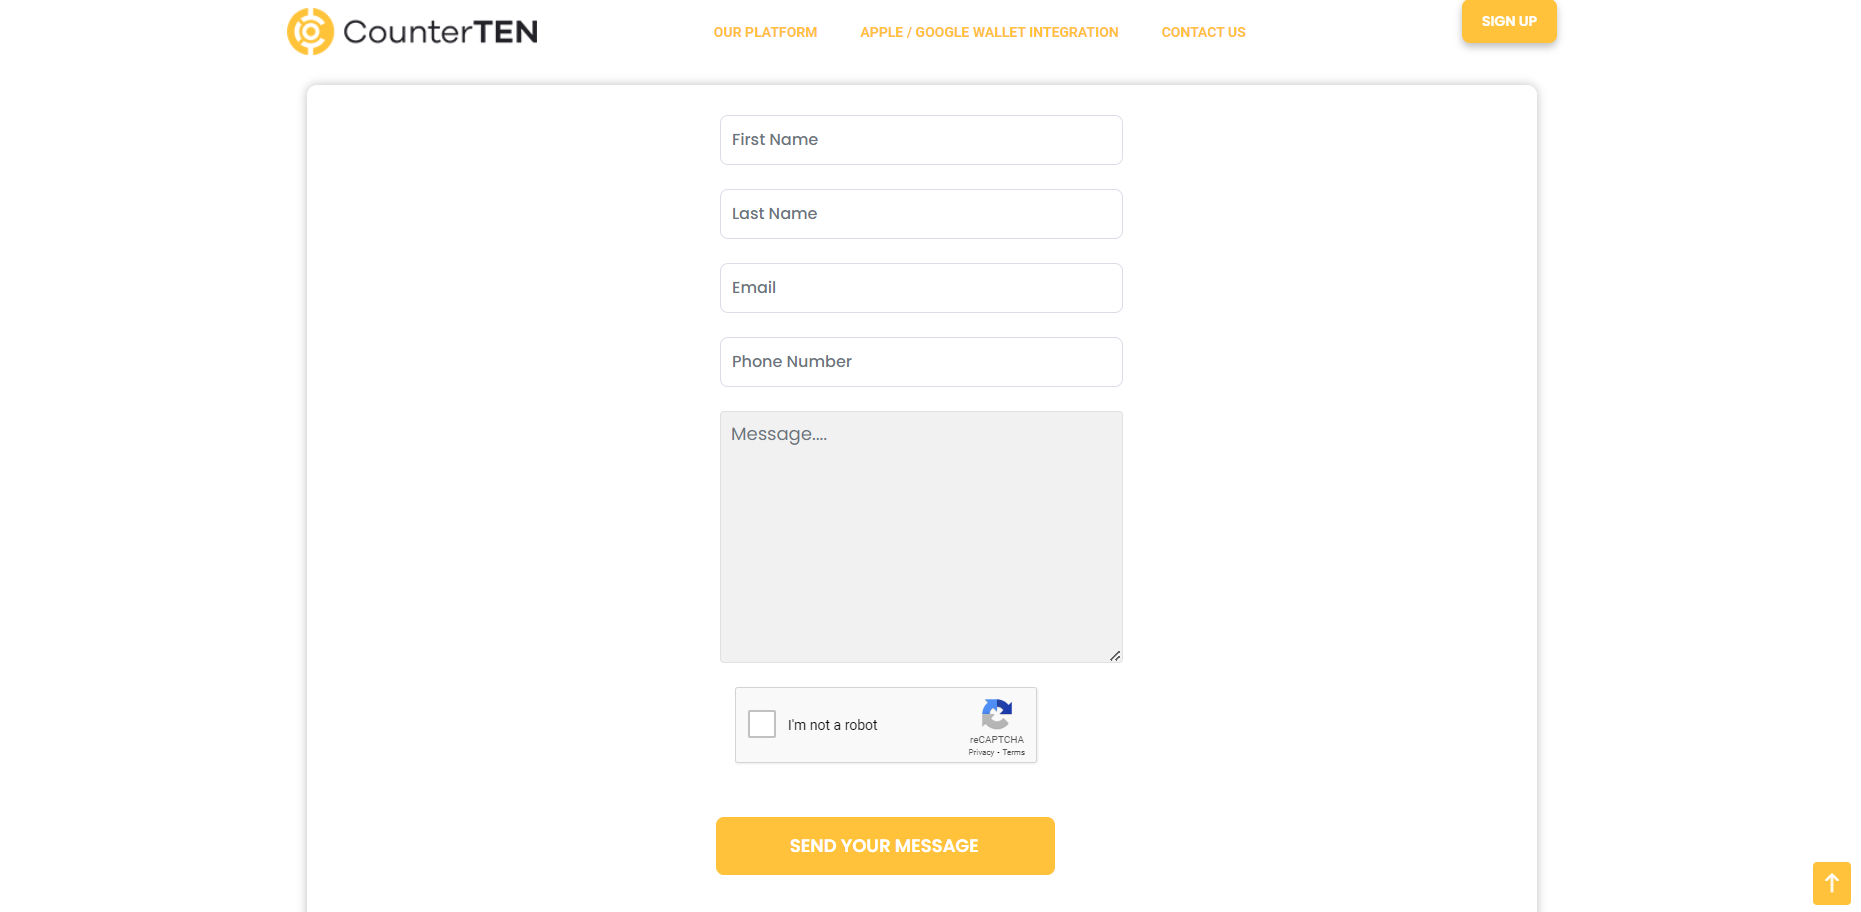 CounterTEN
OUR PLATFORM
APPLE / GOOGLE WALLET INTEGRATION
CONTACT US
SIGN UP
First Name
Last Name
Email
Phone Number
Message....
I'm not a robot
reCAPTCHA
Privacy - Terms
SEND YOUR MESSAGE